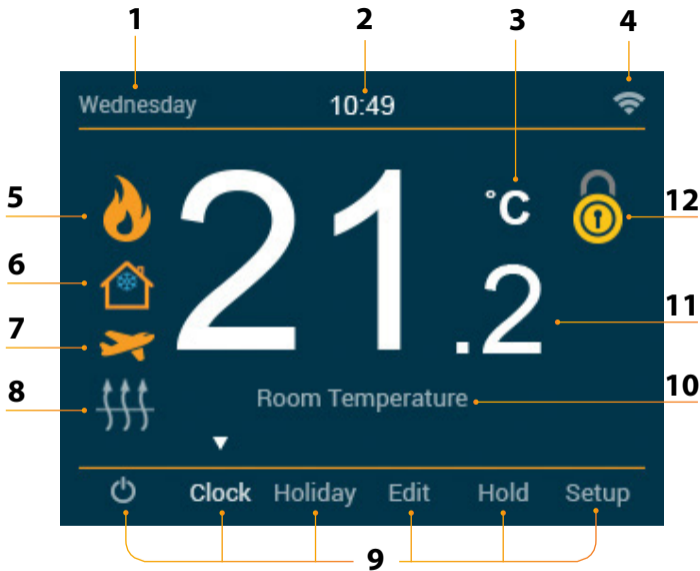 1 2 3 4
Wednesday 10:49
5 21.2 °C 12
6
7 11
8 Room Temperature 10
Clock Holiday Edit Hold Setup
9